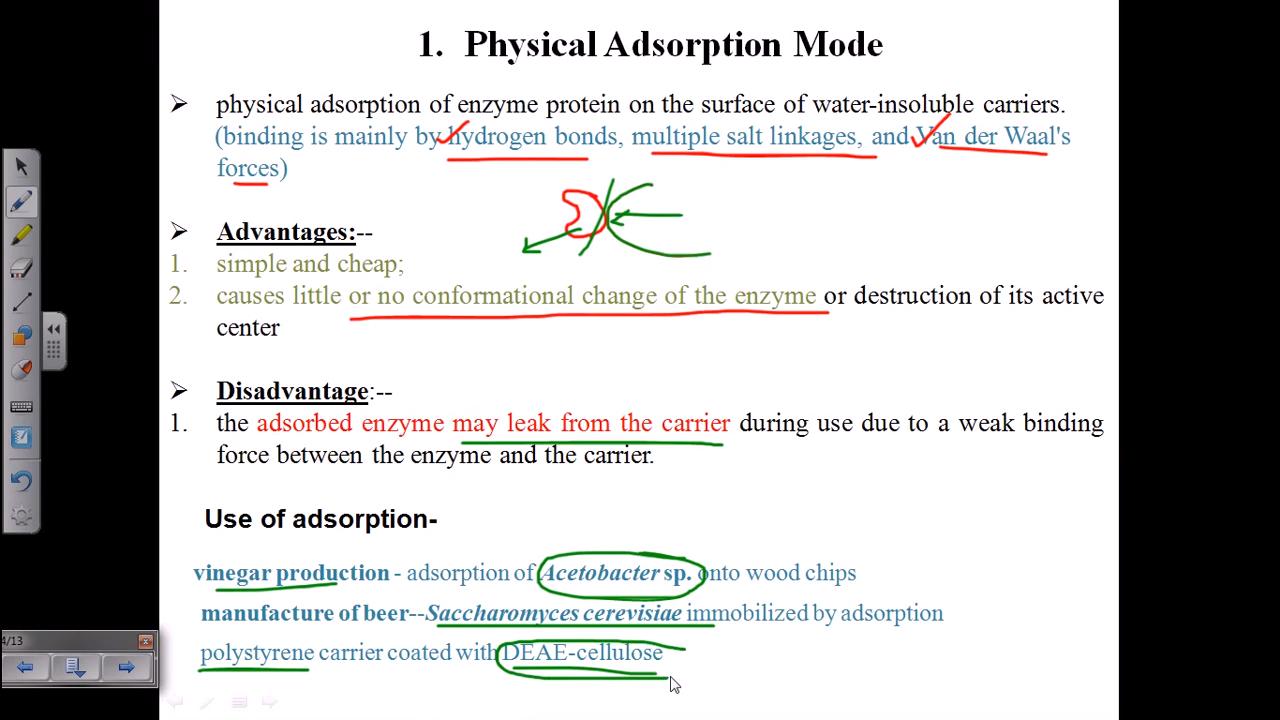 1. Physical Adsorption Mode
➢ physical adsorption of enzyme protein on the surface of water-insoluble carriers.
(binding is mainly by hydrogen bonds, multiple salt linkages, and Van der Waal's
forces)
➢ Advantages:--
1. simple and cheap;
2. causes little or no conformational change of the enzyme or destruction of its active
center
➢ Disadvantage:--
1. the adsorbed enzyme may leak from the carrier during use due to a weak binding
force between the enzyme and the carrier.
Use of adsorption-
vinegar production - adsorption of Acetobacter sp. onto wood chips
manufacture of beer--Saccharomyces cerevisiae immobilized by adsorption
polystyrene carrier coated with DEAE-cellulose
4/13